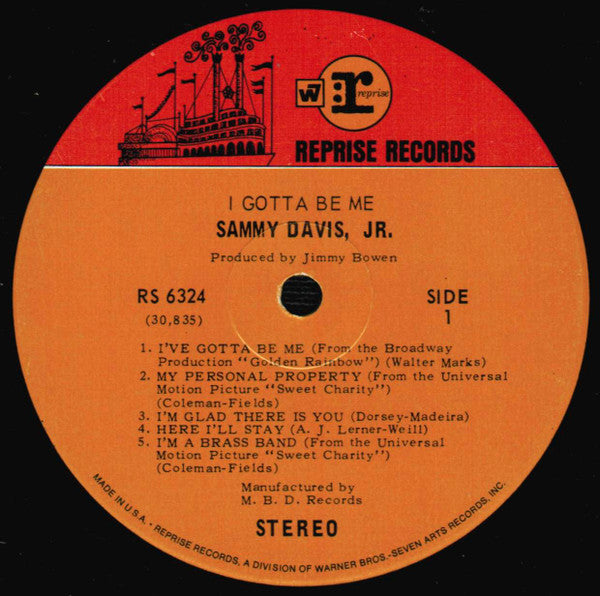 W7 r: reprise
REPRISE RECORDS
I GOTTA BE ME
SAMMY DAVIS, JR.
Produced by Jimmy Bowen
RS 6324
(30,835)
SIDE
1
1. I'VE GOTTA BE ME (From the Broadway
Production "Golden Rainbow") (Walter Marks)
2. MY PERSONAL PROPERTY (From the Universal
Motion Picture "Sweet Charity")
(Coleman-Fields)
3. I'M GLAD THERE IS YOU (Dorsey-Madeira)
4. HERE I'LL STAY (A. J. Lerner-Weill)
5. I'M A BRASS BAND (From the Universal
Motion Picture "Sweet Charity")
(Coleman-Fields)
Manufactured by
M. B. D. Records
STEREO
MADE IN U.S.A. - REPRISE RECORDS, A DIVISION OF WARNER BROS.-SEVEN ARTS RECORDS, INC.